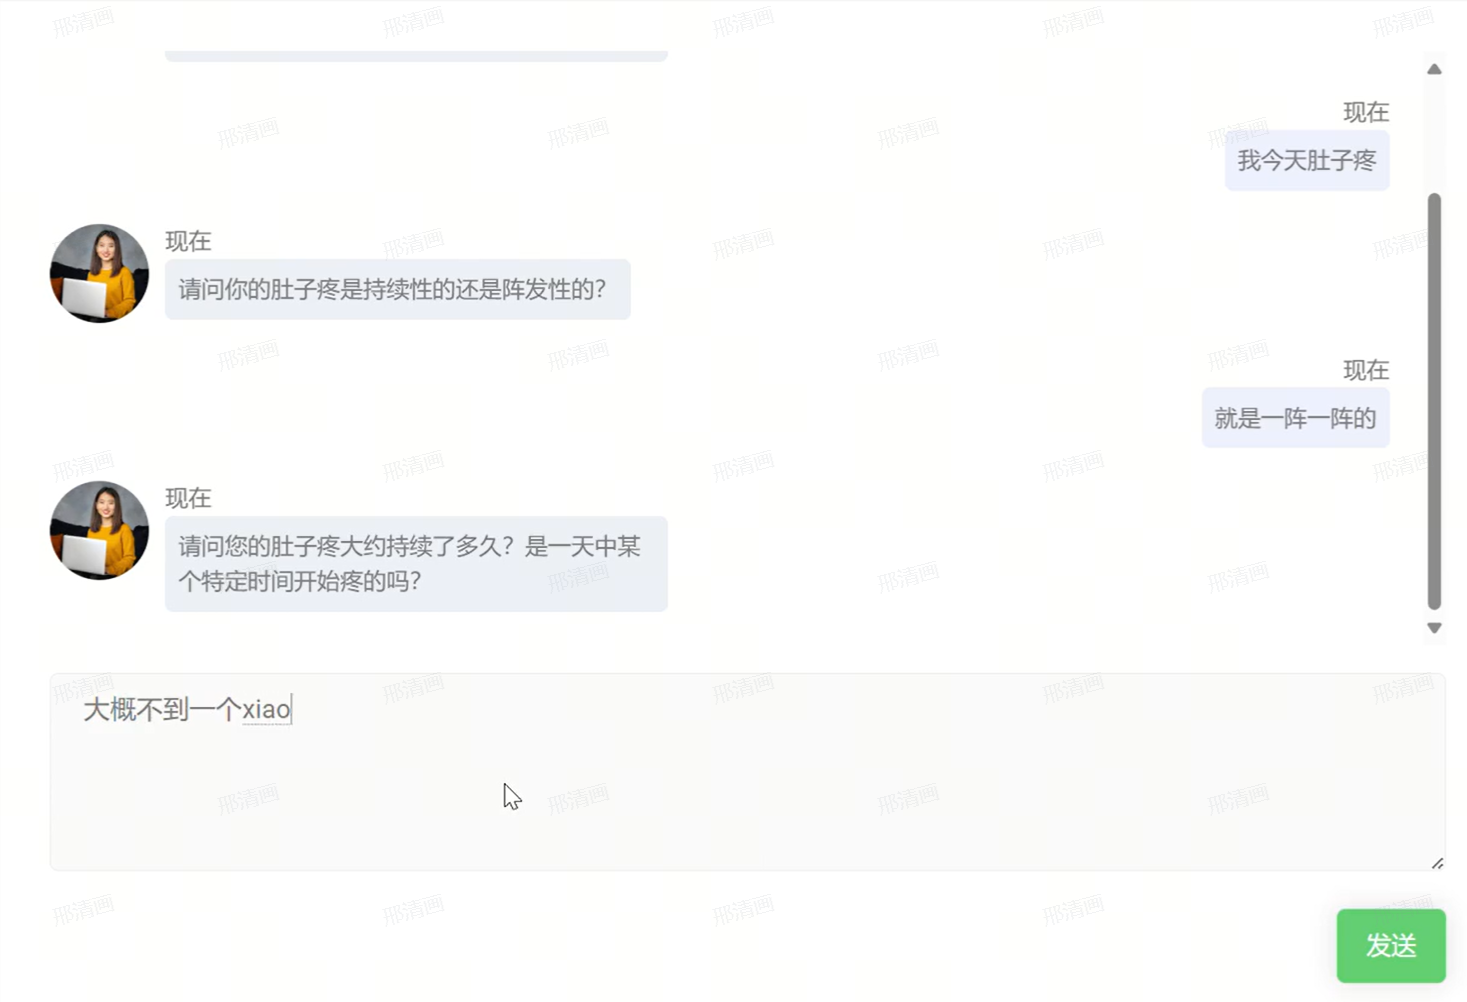 现在
我今天肚子疼
现在
请问你的肚子疼是持续性的还是阵发性的？
现在
就是一阵一阵的
现在
请问您的肚子疼大约持续了多久？是一天中某
个特定时间开始疼的吗？
大概不到一个xiao
发送
邢清画